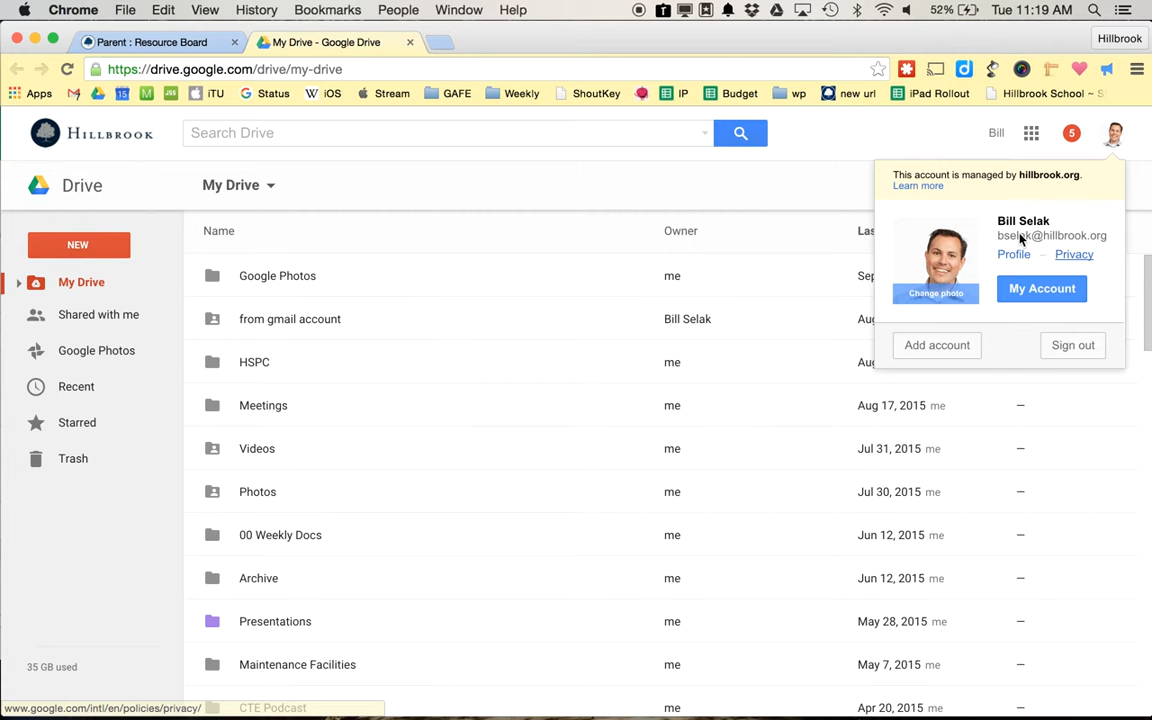 Chrome File Edit View History Bookmarks People Window Help 52% Tue 11:19 AM
Parent : Resource Board × My Drive - Google Drive × Hillbrook
https://drive.google.com/drive/my-drive
Apps 15 JSS iTU Status W iOS Stream GAFE Weekly ShoutKey IP Budget wp new url iPad Rollout Hillbrook School ~ S
HILLBROOK Search Drive Bill 5
Drive My Drive
This account is managed by hillbrook.org.
Learn more
Bill Selak
bselak@hillbrook.org
Profile – Privacy
Change photo My Account
Add account Sign out
NEW
My Drive
Shared with me
Google Photos
Recent
Starred
Trash
35 GB used
Name Owner Las
Google Photos me Sep
from gmail account Bill Selak Aug
HSPC me Aug
Meetings me Aug 17, 2015 me —
Videos me Jul 31, 2015 me —
Photos me Jul 30, 2015 me —
00 Weekly Docs me Jun 12, 2015 me —
Archive me Jun 12, 2015 me —
Presentations me May 28, 2015 me —
Maintenance Facilities me May 7, 2015 me —
CTE Podcast me Apr 20, 2015 me —
www.google.com/intl/en/policies/privacy/